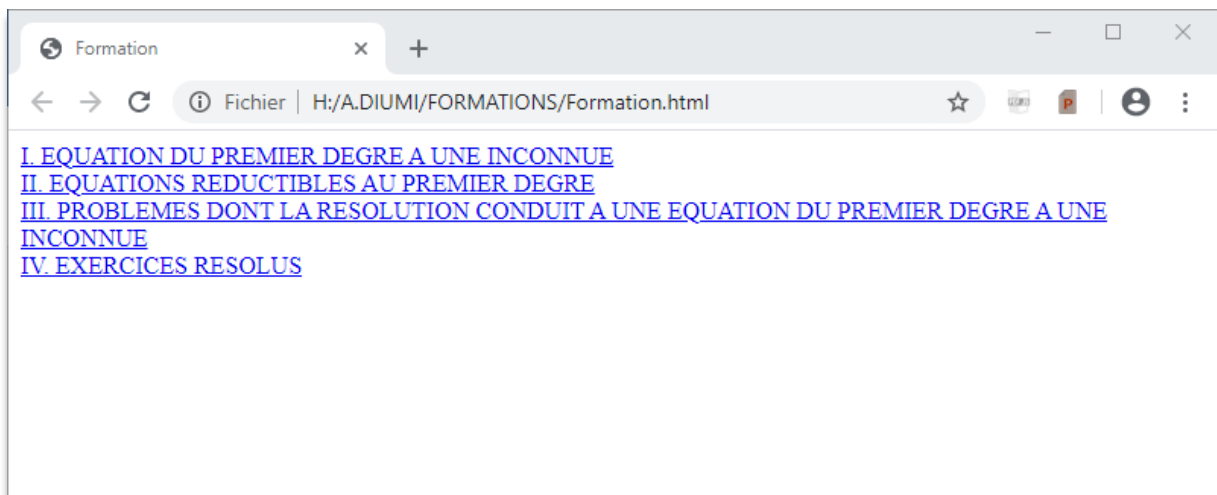 Formation
Fichier H:/A.DIUMI/FORMATIONS/Formation.html
P
I. EQUATION DU PREMIER DEGRE A UNE INCONNUE
II. EQUATIONS REDUCTIBLES AU PREMIER DEGRE
III. PROBLEMES DONT LA RESOLUTION CONDUIT A UNE EQUATION DU PREMIER DEGRE A UNE
INCONNUE
IV. EXERCICES RESOLUS